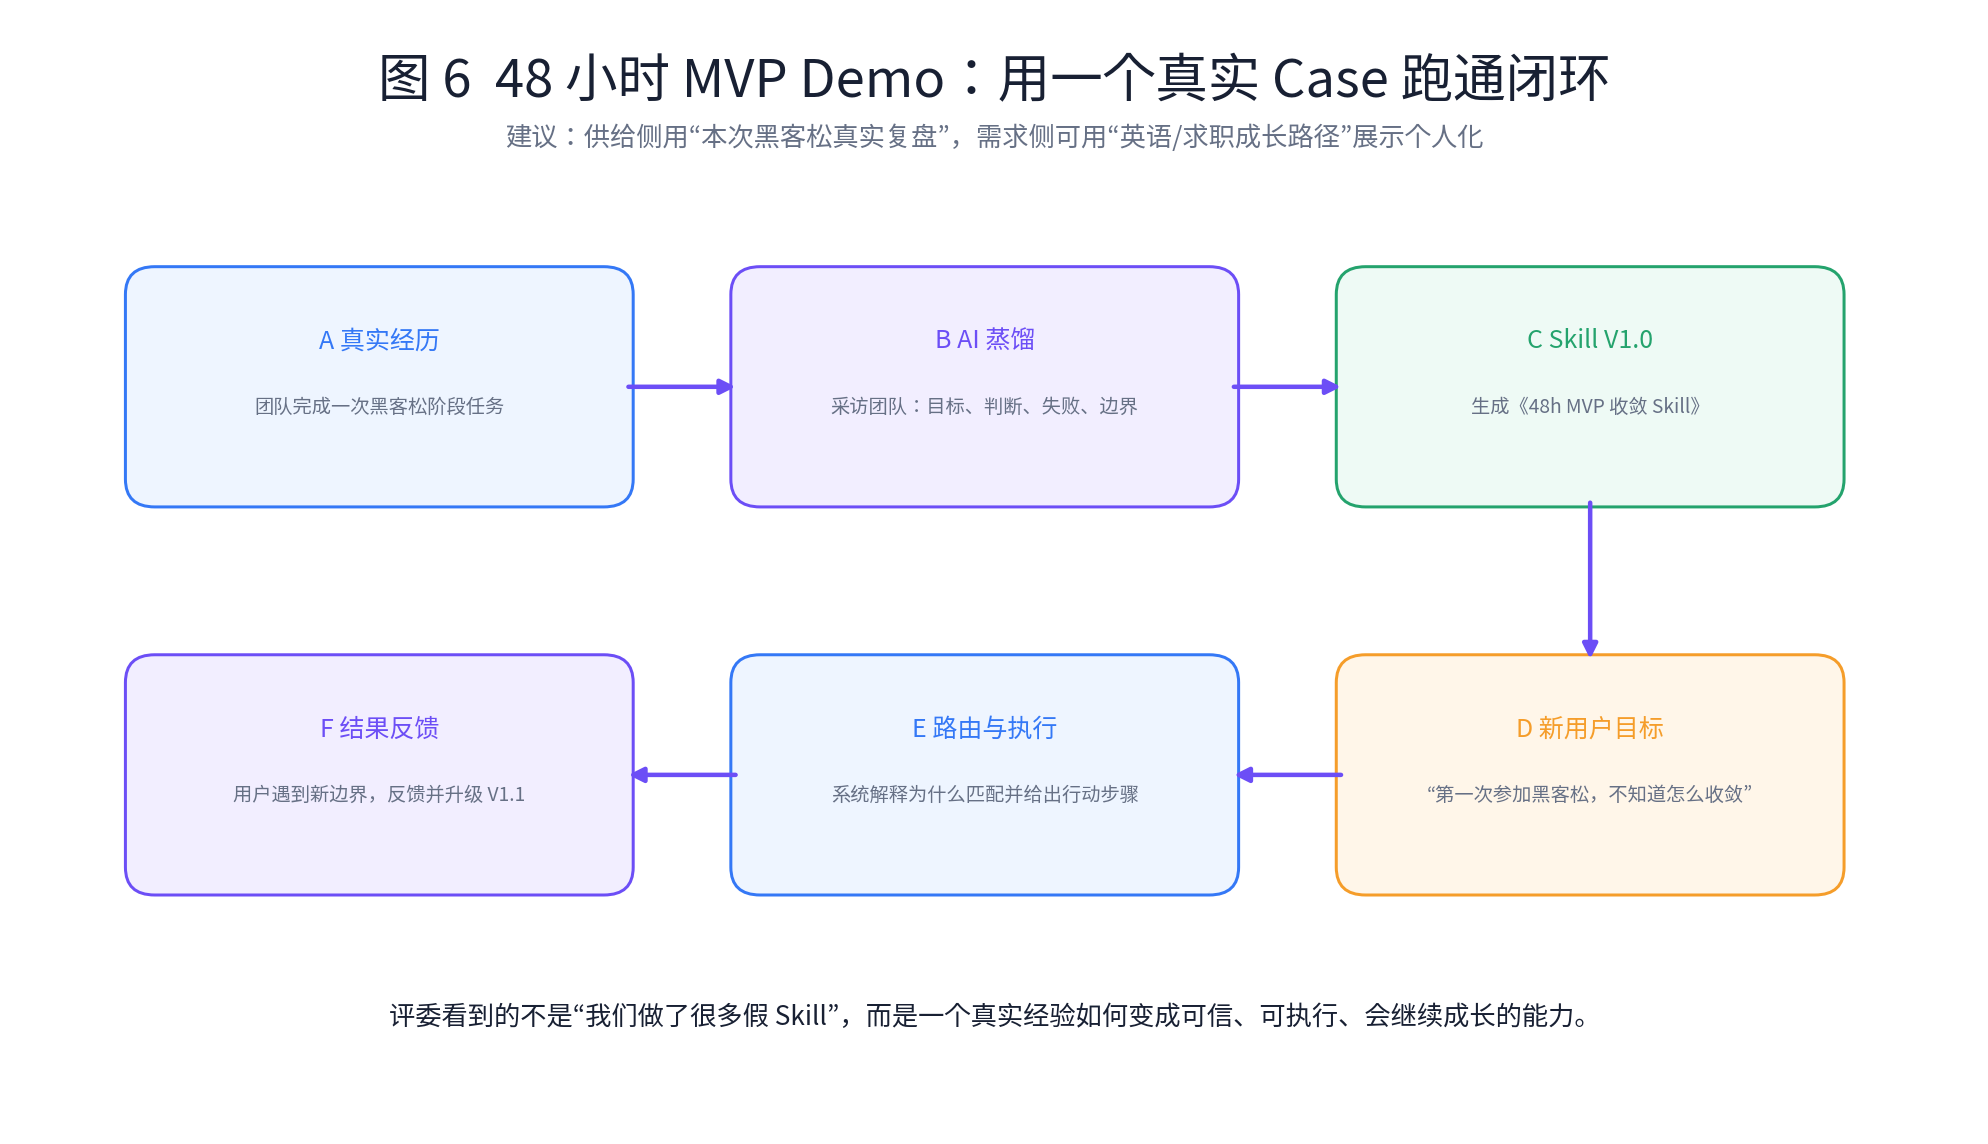 图 6 48 小时 MVP Demo：用一个真实 Case 跑通闭环
建议：供给侧用“本次黑客松真实复盘”，需求侧可用“英语/求职成长路径”展示个人化
A 真实经历
团队完成一次黑客松阶段任务
B AI 蒸馏
采访团队：目标、判断、失败、边界
C Skill V1.0
生成《48h MVP 收敛 Skill》
D 新用户目标
“第一次参加黑客松，不知道怎么收敛”
E 路由与执行
系统解释为什么匹配并给出行动步骤
F 结果反馈
用户遇到新边界，反馈并升级 V1.1
评委看到的不是“我们做了很多假 Skill”，而是一个真实经验如何变成可信、可执行、会继续成长的能力。